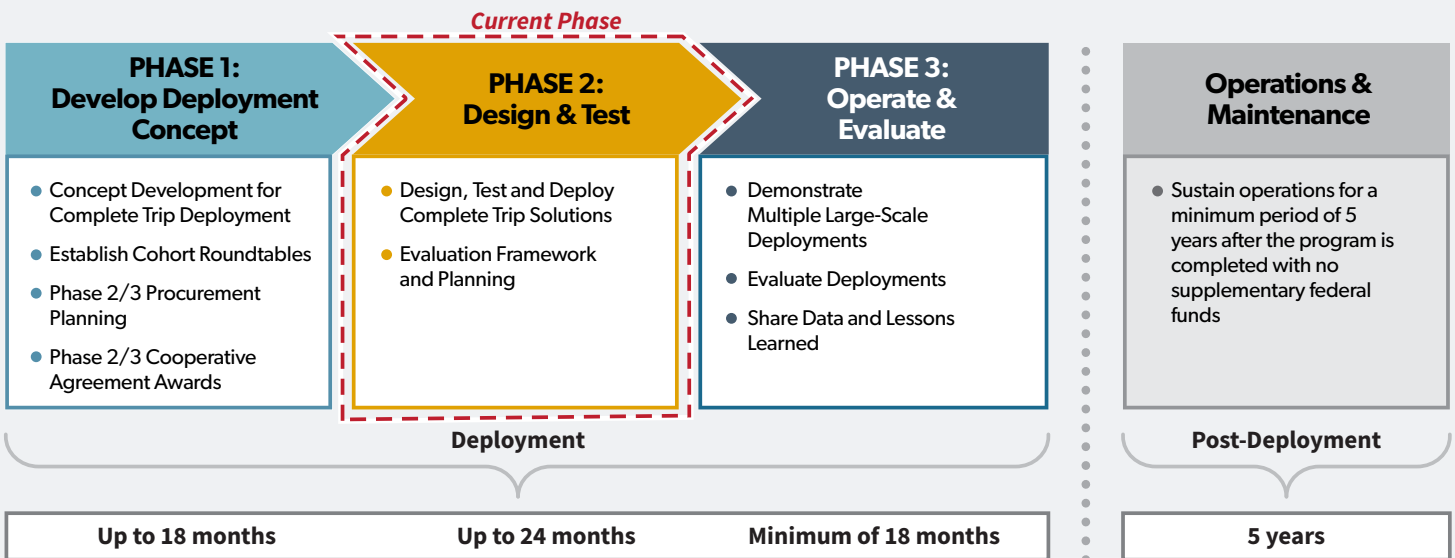 Current Phase
PHASE 1:
Develop Deployment
Concept
PHASE 2:
Design & Test
PHASE 3:
Operate &
Evaluate
Operations &
Maintenance
Concept Development for
Complete Trip Deployment
Establish Cohort Roundtables
Phase 2/3 Procurement
Planning
Phase 2/3 Cooperative
Agreement Awards
Design, Test and Deploy
Complete Trip Solutions
Evaluation Framework
and Planning
Demonstrate
Multiple Large-Scale
Deployments
Evaluate Deployments
Share Data and Lessons
Learned
Sustain operations for a
minimum period of 5
years after the program is
completed with no
supplementary federal
funds
Deployment
Post-Deployment
Up to 18 months
Up to 24 months
Minimum of 18 months
5 years